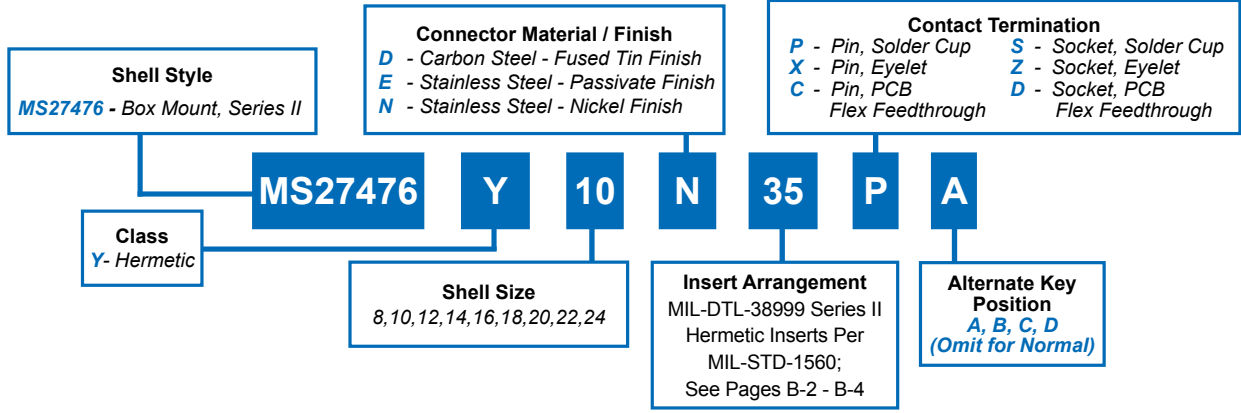 Shell Style
MS27476 - Box Mount, Series II
Connector Material / Finish
D - Carbon Steel - Fused Tin Finish
E - Stainless Steel - Passivate Finish
N - Stainless Steel - Nickel Finish
Contact Termination
P - Pin, Solder Cup
X - Pin, Eyelet
C - Pin, PCB
Flex Feedthrough
S - Socket, Solder Cup
Z - Socket, Eyelet
D - Socket, PCB
Flex Feedthrough
MS27476 Y 10 N 35 P A
Class
Y- Hermetic
Shell Size
8,10,12,14,16,18,20,22,24
Insert Arrangement
MIL-DTL-38999 Series II
Hermetic Inserts Per
MIL-STD-1560;
See Pages B-2 - B-4
Alternate Key
Position
A, B, C, D
(Omit for Normal)